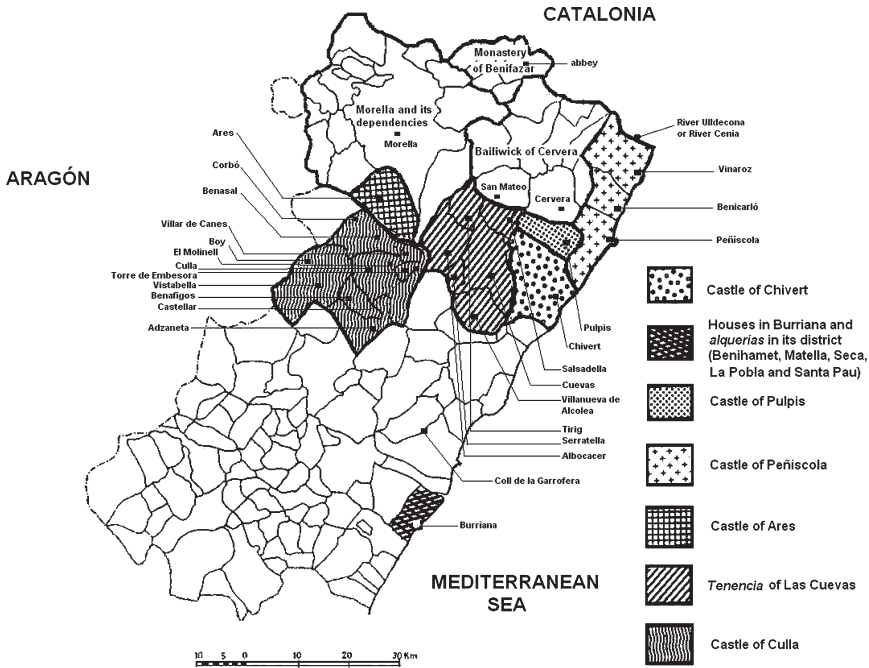 CATALONIA
Monastery
of Benifazar
abbey
Morella and its
dependencies
Morella
River Ulldecona
or River Cenia
Ares
Bailiwick of Cervera
Corbó
ARAGÓN
Vinaroz
Benasal
San Mateo
Cervera
Benicarló
Villar de Canes
Peñíscola
Boy
El Molinell
Culla
Torre de Embesora
Vistabella
Benafigos
Castellar
Adzaneta
Pulpis
Chivert
Salsadella
Cuevas
Villanueva de
Alcolea
Tirig
Serratella
Albocacer
Coll de la Garrofera
Burriana
MEDITERRANEAN
SEA
Castle of Chivert
Houses in Burriana and
alquerías in its district
(Benihamet, Matella, Seca,
La Pobla and Santa Pau)
Castle of Pulpis
Castle of Peñíscola
Castle of Ares
Tenencia of Las Cuevas
Castle of Culla
10 5 0 10 20 30 Km